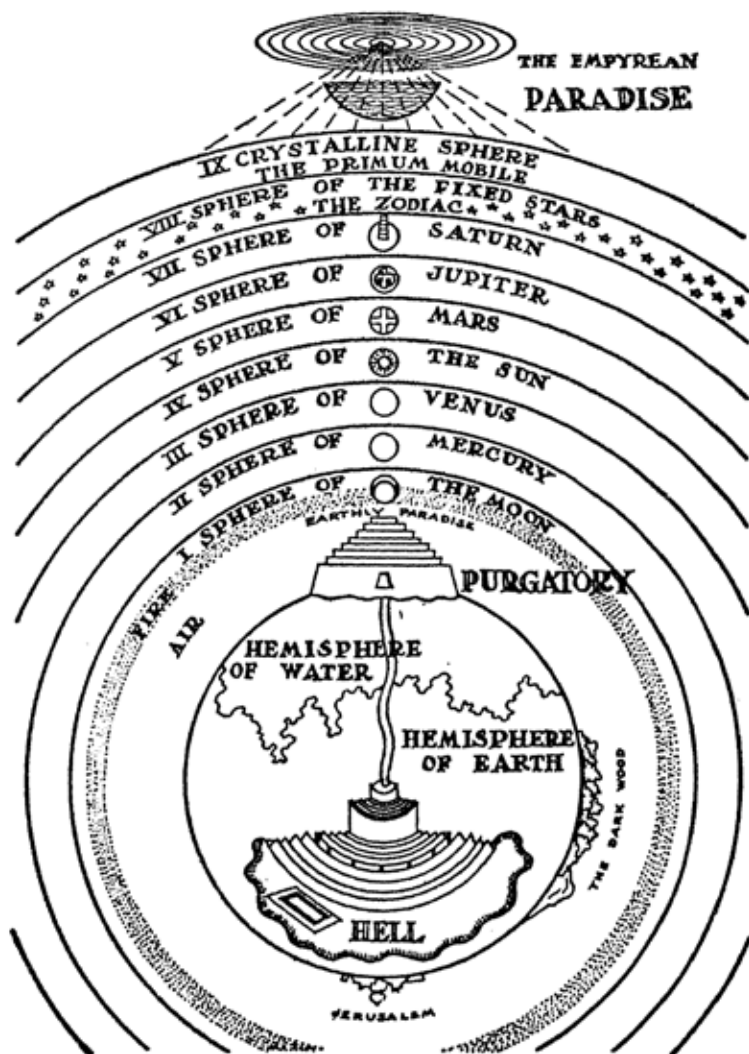 THE EMPYREAN
PARADISE
IX CRYSTALLINE SPHERE
THE PRIMUM MOBILE
VIII SPHERE OF THE FIXED STARS
THE ZODIAC
VII SPHERE OF SATURN
VI SPHERE OF JUPITER
V SPHERE OF MARS
IV SPHERE OF THE SUN
III SPHERE OF VENUS
II SPHERE OF MERCURY
I SPHERE OF THE MOON
EARTHLY PARADISE
PURGATORY
FIRE
AIR
HEMISPHERE
OF WATER
HEMISPHERE
OF EARTH
THE DARK WOOD
HELL
JERUSALEM